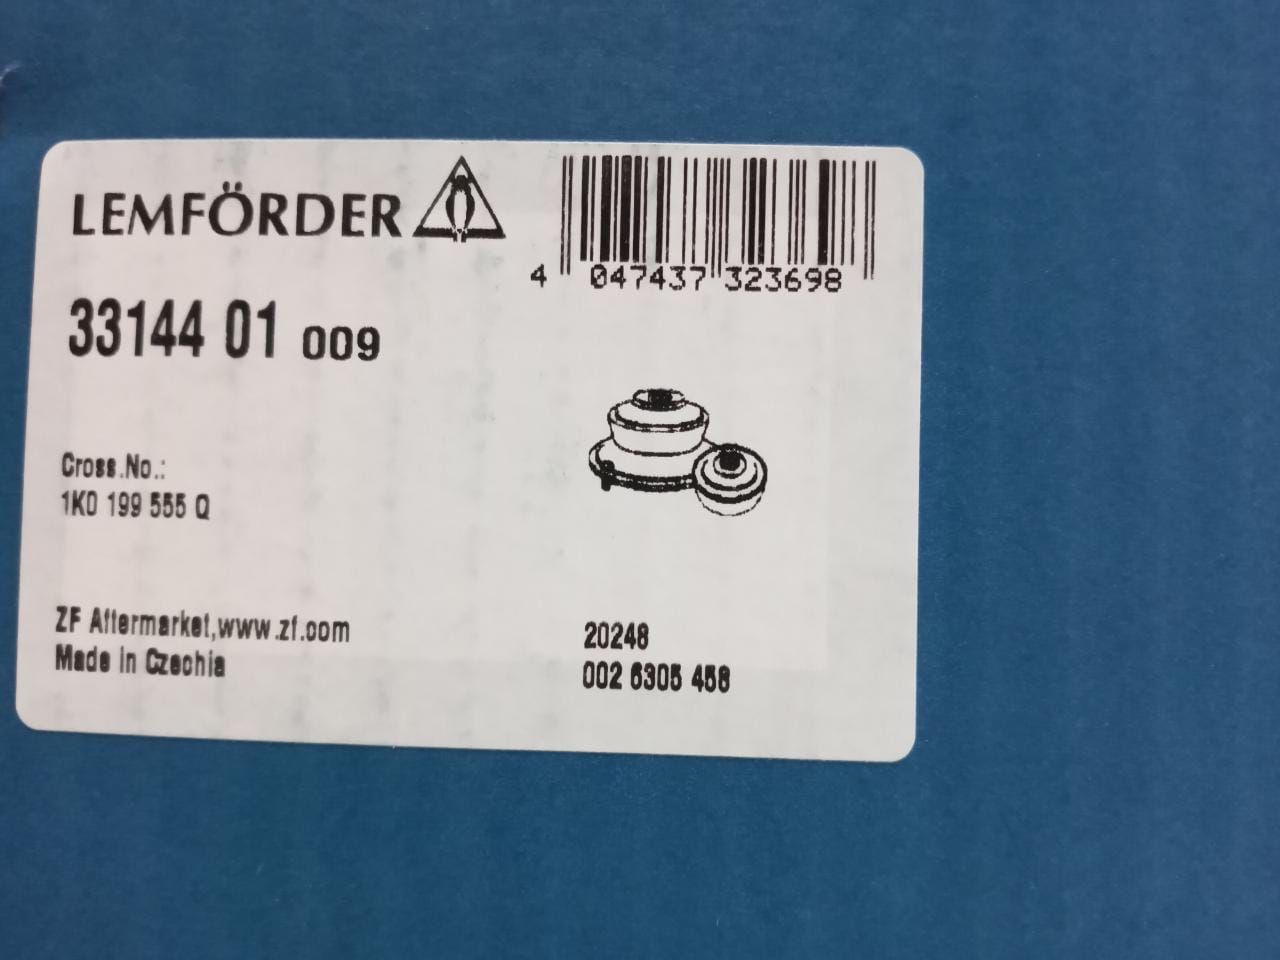 LEMFÖRDER
4 047437 323698
33144 01 009
Cross.No.:
1K0 199 555 Q
ZF Aftermarket,www.zf.com
Made in Czechia
20248
002 6305 458